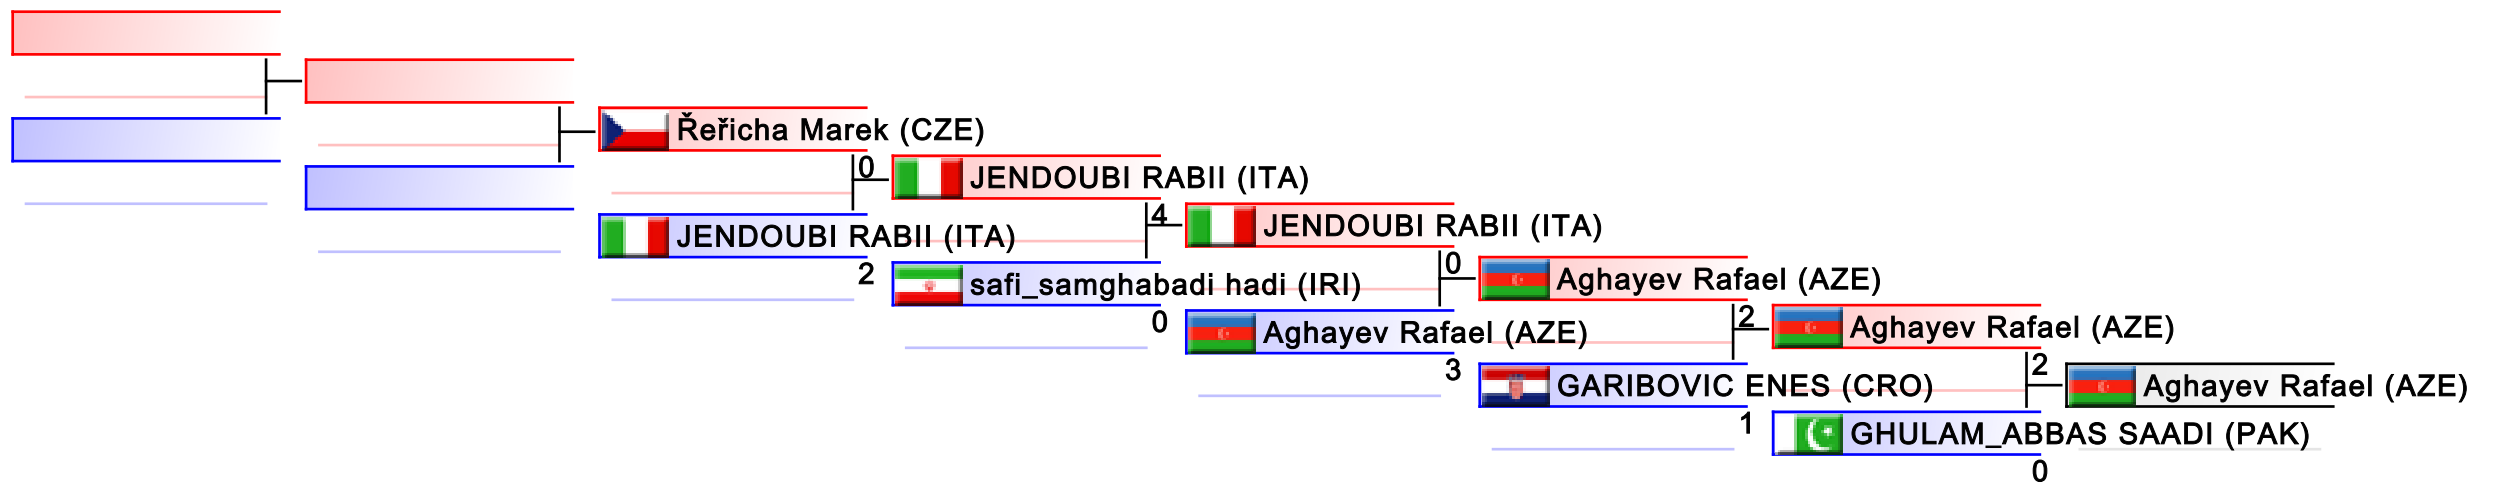 Řeřicha Marek (CZE)
0
JENDOUBI RABII (ITA)
JENDOUBI RABII (ITA)
2
4
JENDOUBI RABII (ITA)
safi_samghabadi hadi (IRI)
0
0
Aghayev Rafael (AZE)
Aghayev Rafael (AZE)
3
2
Aghayev Rafael (AZE)
GARIBOVIC ENES (CRO)
1
2
Aghayev Rafael (AZE)
GHULAM_ABBAS SAADI (PAK)
0